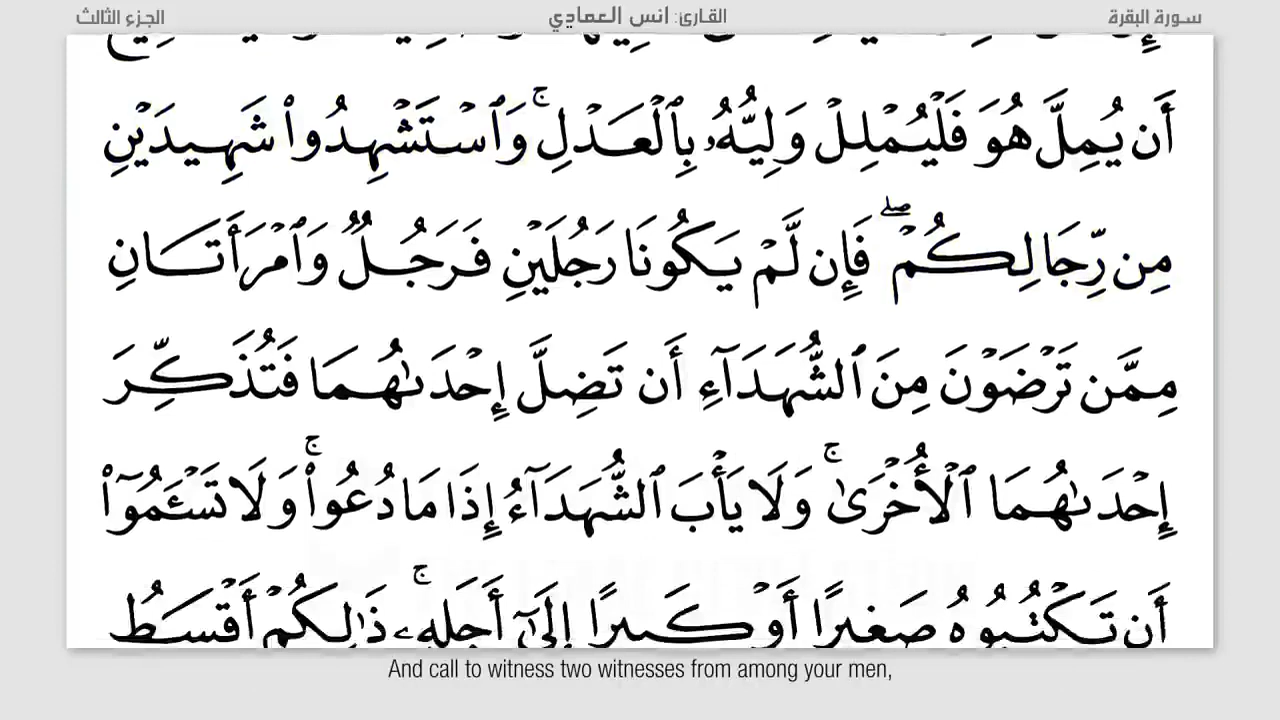 سورة البقرة
القارئ: انس العمادي
الجزء الثالث
أَن يُمِلَّ هُوَ فَلْيُمْلِلْ وَلِيُّهُۥ بِٱلْعَدْلِ ۚ وَٱسْتَشْهِدُوا۟ شَهِيدَيْنِ
مِن رِّجَالِكُمْ ۖ فَإِن لَّمْ يَكُونَا رَجُلَيْنِ فَرَجُلٌ وَٱمْرَأَتَانِ
مِمَّن تَرْضَوْنَ مِنَ ٱلشُّهَدَآءِ أَن تَضِلَّ إِحْدَىٰهُمَا فَتُذَكِّرَ
إِحْدَىٰهُمَا ٱلْأُخْرَىٰ ۚ وَلَا يَأْبَ ٱلشُّهَدَآءُ إِذَا مَا دُعُوا۟ ۚ وَلَا تَسْـَٔمُوٓا۟
أَن تَكْتُبُوهُ صَغِيرًا أَوْ كَبِيرًا إِلَىٰٓ أَجَلِهِۦ ۚ ذَٰلِكُمْ أَقْسَطُ
And call to witness two witnesses from among your men,